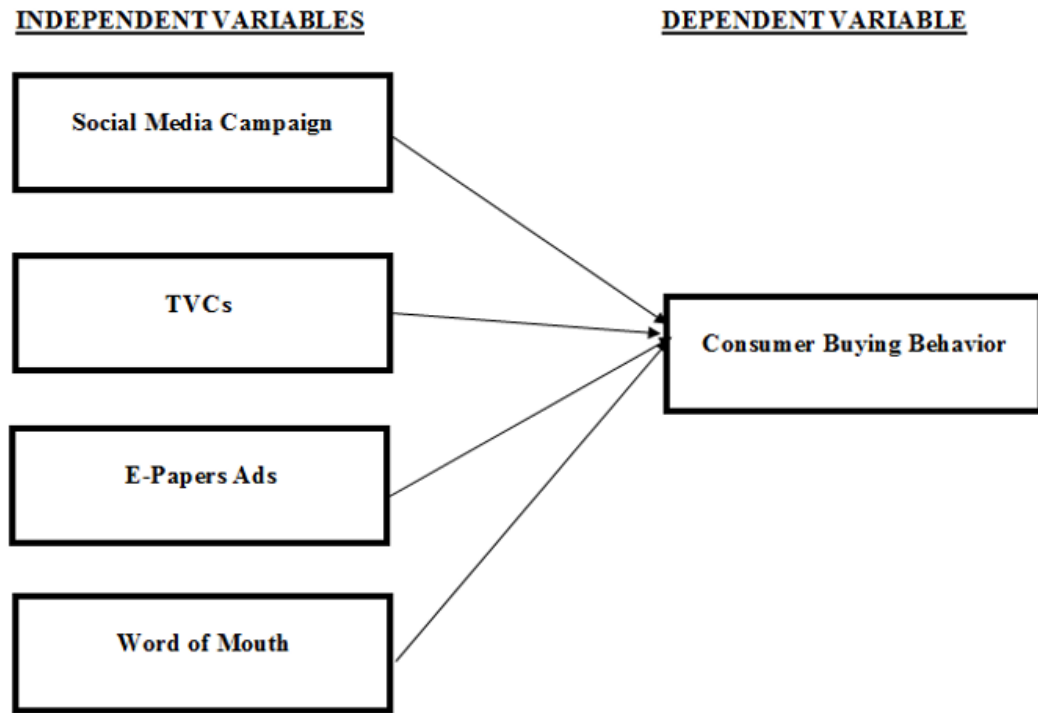 INDEPENDENT VARIABLES
DEPENDENT VARIABLE
Social Media Campaign
TVCs
Consumer Buying Behavior
E-Papers Ads
Word of Mouth